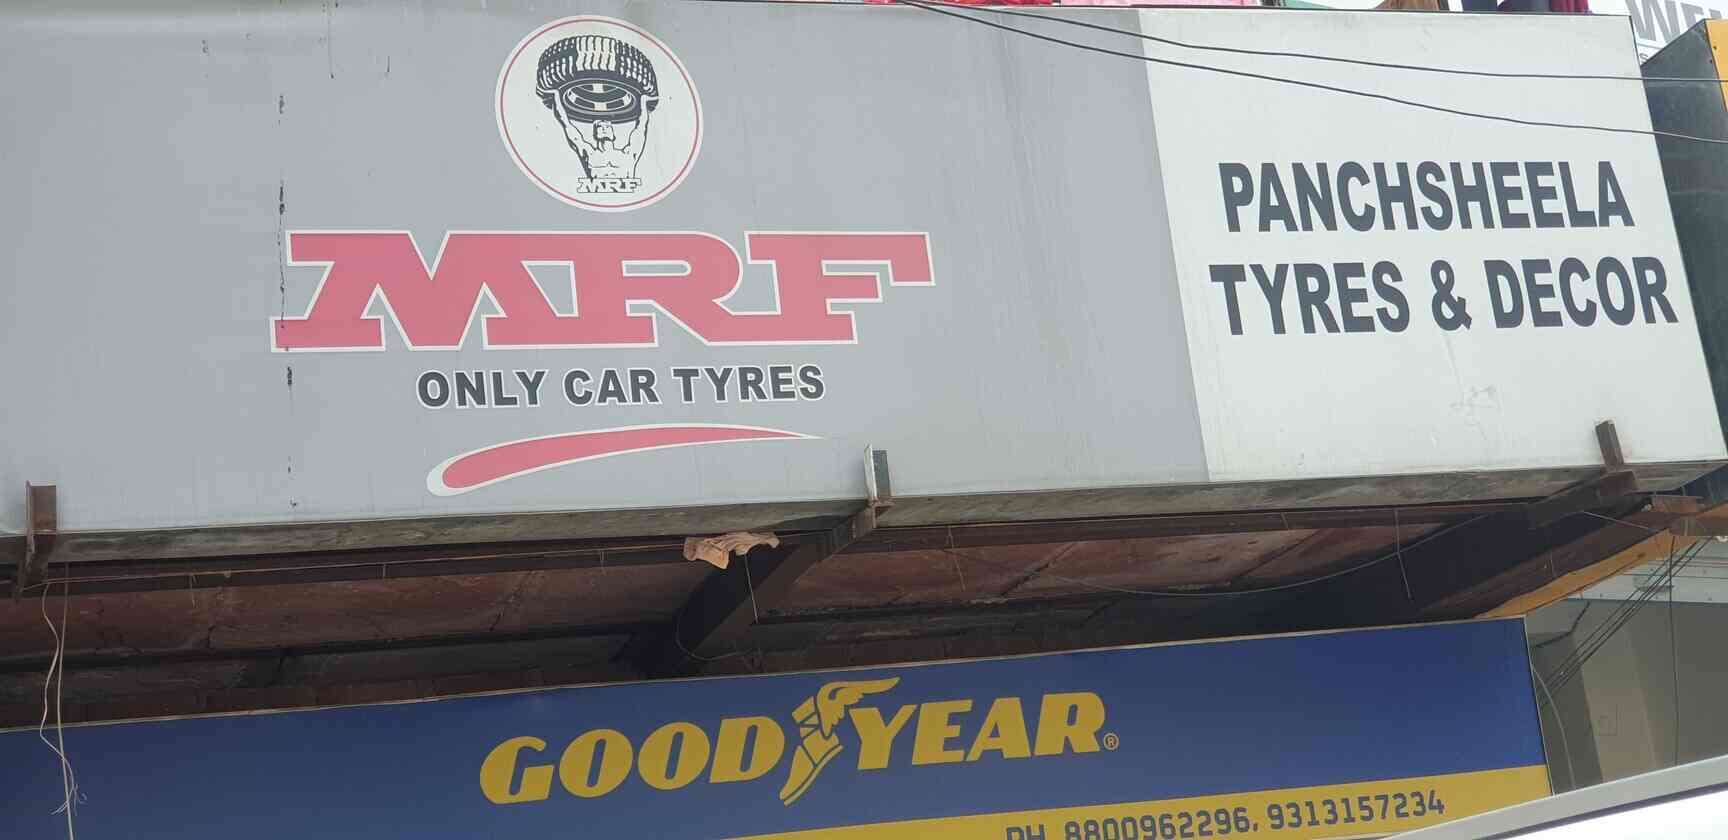 MRF
MRF
ONLY CAR TYRES
PANCHSHEELA
TYRES & DECOR
GOODYEAR®
PH. 8800962296, 9313157234